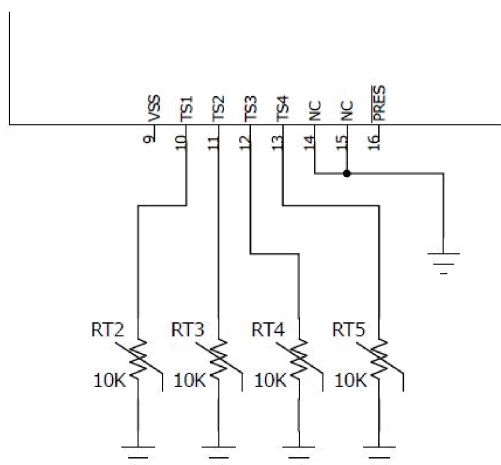 VSS TS1 TS2 TS3 TS4 NC NC PRES
9 10 11 12 13 14 15 16
RT2 RT3 RT4 RT5
10K 10K 10K 10K